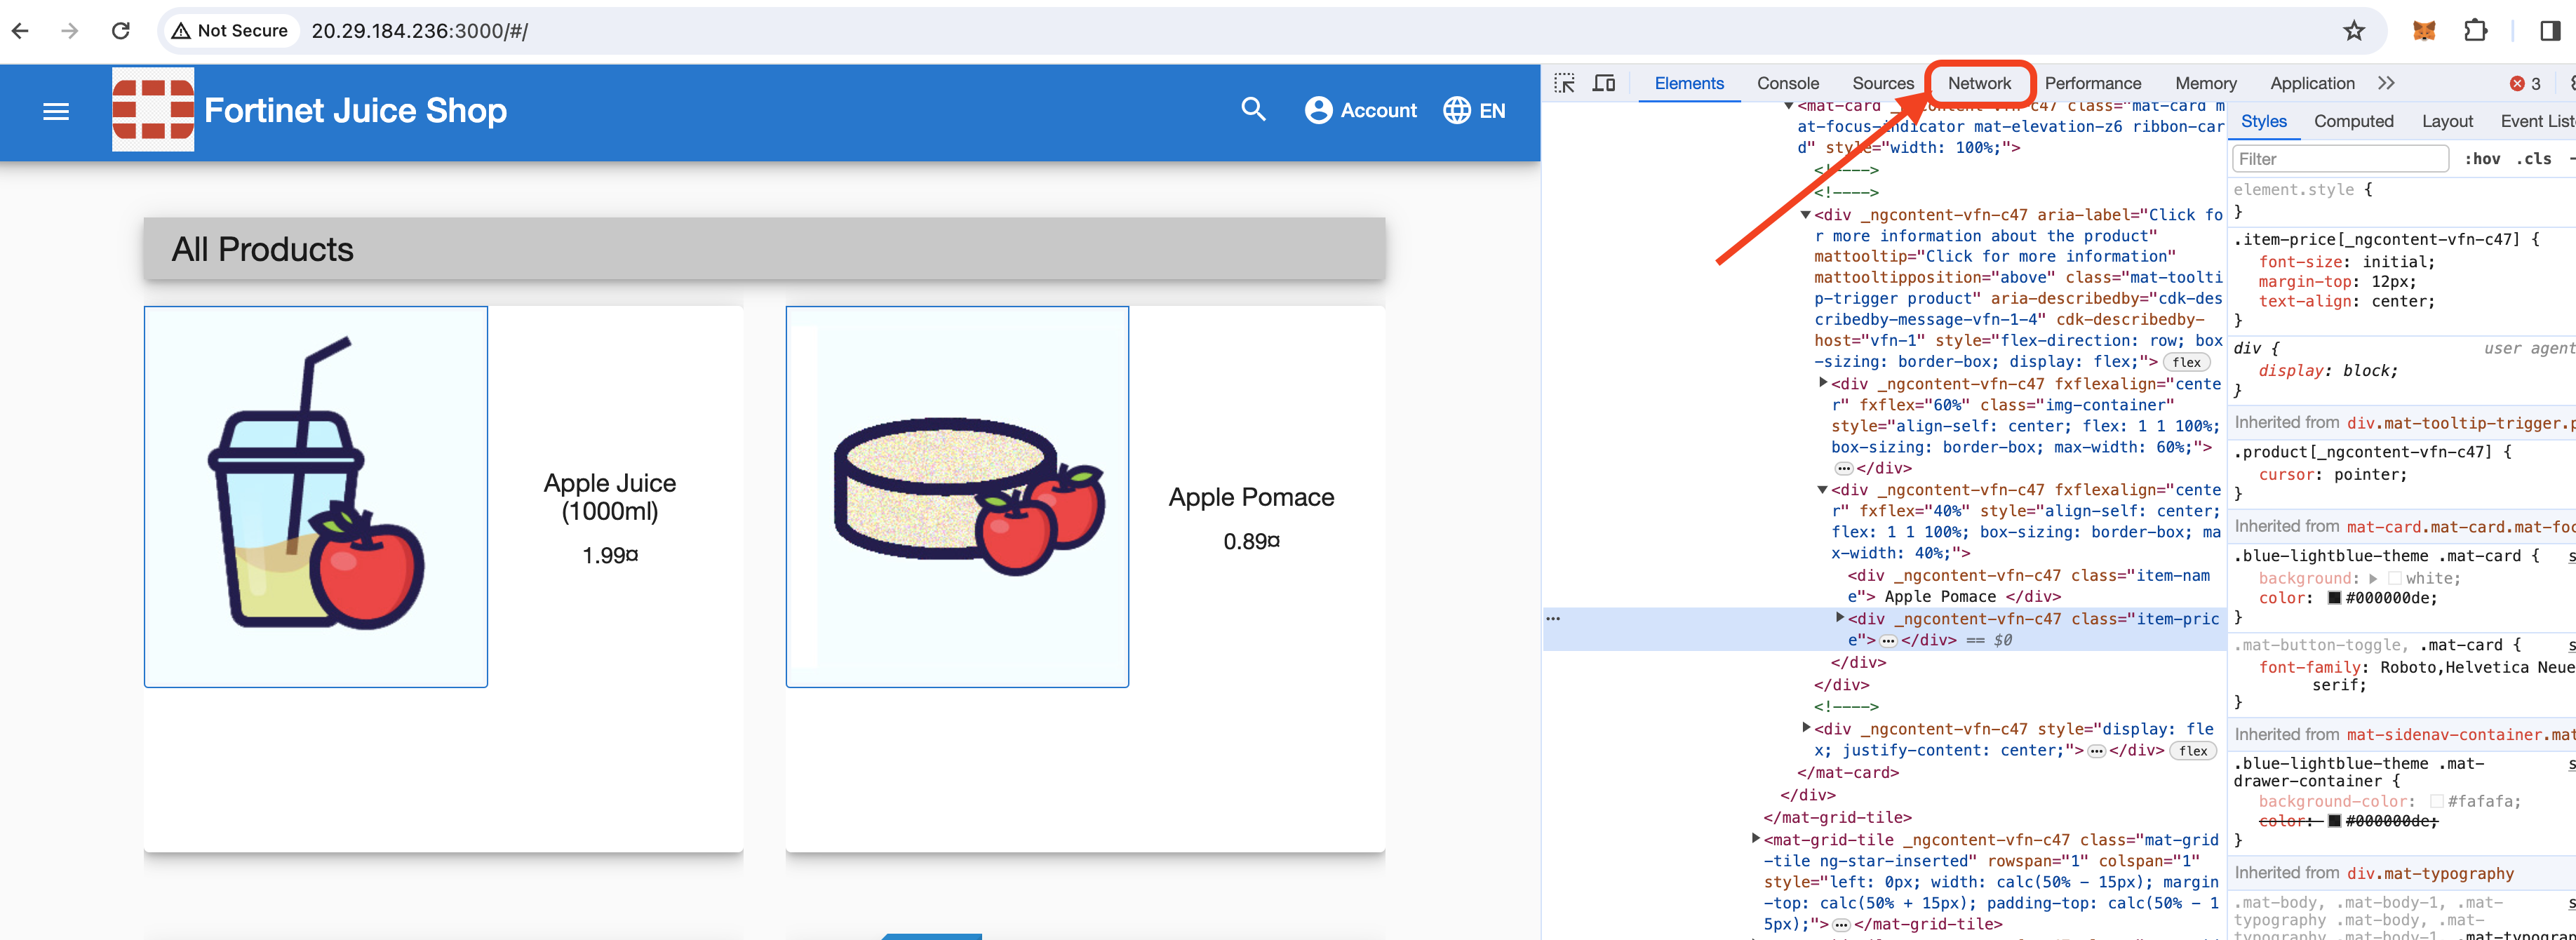 Not Secure 20.29.184.236:3000/#/
Fortinet Juice Shop
Account
EN
All Products
Apple Juice
(1000ml)
1.99¤
Apple Pomace
0.89¤
Elements Console Sources Network Performance Memory Application 3
<mat-card _ngcontent-vfn-c47 class="mat-card m
at-focus-indicator mat-elevation-z6 ribbon-car
d" style="width: 100%;">
<!---->
<!---->
<div _ngcontent-vfn-c47 aria-label="Click fo
r more information about the product"
mattooltip="Click for more information"
mattooltipposition="above" class="mat-toolti
p-trigger product" aria-describedby="cdk-des
cribedby-message-vfn-1-4" cdk-describedby-
host="vfn-1" style="flex-direction: row; box
-sizing: border-box; display: flex;"> flex
<div _ngcontent-vfn-c47 fxflexalign="cente
r" fxflex="60%" class="img-container"
style="align-self: center; flex: 1 1 100%;
box-sizing: border-box; max-width: 60%;">
… </div>
<div _ngcontent-vfn-c47 fxflexalign="cente
r" fxflex="40%" style="align-self: center;
flex: 1 1 100%; box-sizing: border-box; ma
x-width: 40%;">
<div _ngcontent-vfn-c47 class="item-nam
e"> Apple Pomace </div>
<div _ngcontent-vfn-c47 class="item-pric
e"> … </div> == $0
</div>
</div>
<!---->
<div _ngcontent-vfn-c47 style="display: fle
x; justify-content: center;"> … </div> flex
</mat-card>
</div>
</mat-grid-tile>
<mat-grid-tile _ngcontent-vfn-c47 class="mat-grid
-tile ng-star-inserted" rowspan="1" colspan="1"
style="left: 0px; width: calc(50% - 15px); margin
-top: calc(50% + 15px); padding-top: calc(50% - 1
5px);"> … </mat-grid-tile>
Styles Computed Layout Event List
Filter :hov .cls
element.style {
}
.item-price[_ngcontent-vfn-c47] {
font-size: initial;
margin-top: 12px;
text-align: center;
}
div { user agent
display: block;
}
Inherited from div.mat-tooltip-trigger.p
.product[_ngcontent-vfn-c47] {
cursor: pointer;
}
Inherited from mat-card.mat-card.mat-foc
.blue-lightblue-theme .mat-card { s
background: white;
color: #000000de;
}
.mat-button-toggle, .mat-card { s
font-family: Roboto,Helvetica Neue
serif;
}
Inherited from mat-sidenav-container.mat
.blue-lightblue-theme .mat- s
drawer-container {
background-color: #fafafa;
color: #000000de;
}
Inherited from div.mat-typography
.mat-body, .mat-body-1, .mat- s
typography .mat-body, .mat-
typography .mat-body-1, .mat-typograp